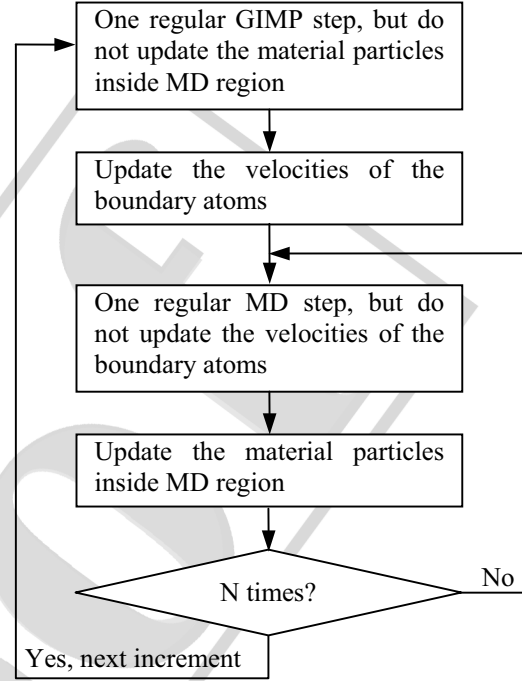 One regular GIMP step, but do
not update the material particles
inside MD region
Update the velocities of the
boundary atoms
One regular MD step, but do
not update the velocities of the
boundary atoms
Update the material particles
inside MD region
N times?
No
Yes, next increment